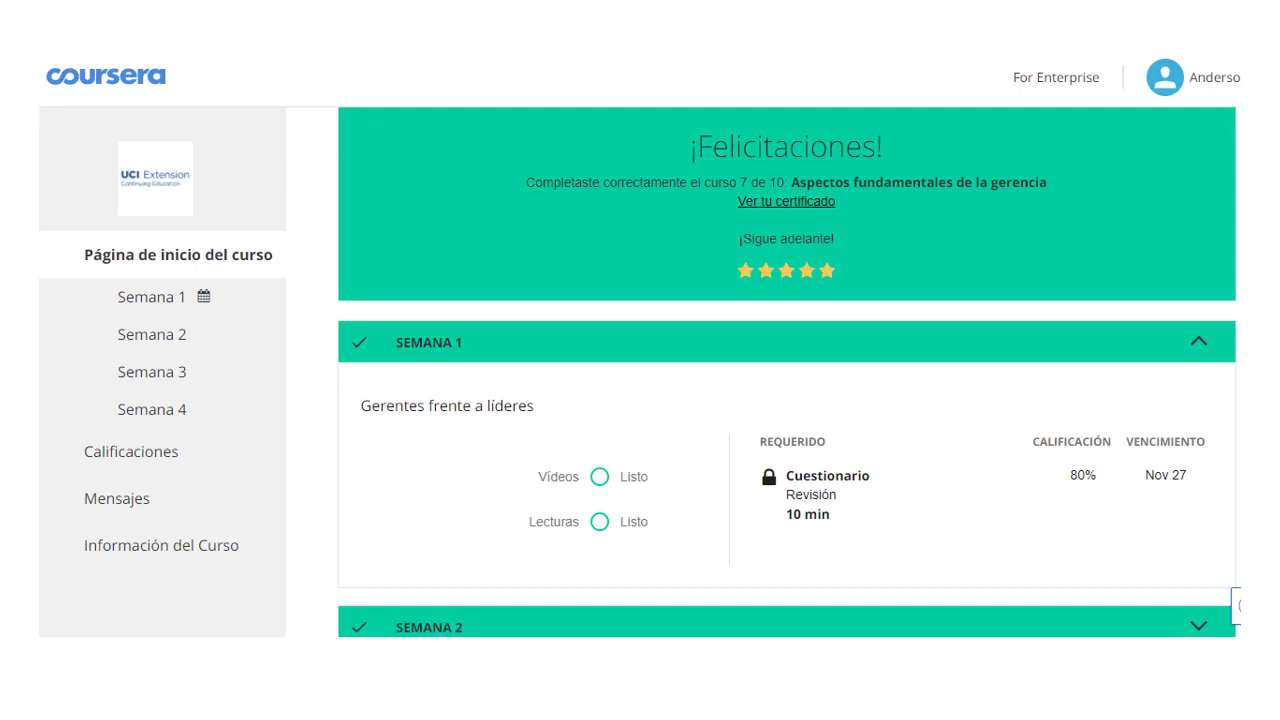 coursera
For Enterprise
Anderso
UCI Extension
Continuing Education
Página de inicio del curso
Semana 1
Semana 2
Semana 3
Semana 4
Calificaciones
Mensajes
Información del Curso
¡Felicitaciones!
Completaste correctamente el curso 7 de 10: Aspectos fundamentales de la gerencia
Ver tu certificado
¡Sigue adelante!
SEMANA 1
Gerentes frente a líderes
Vídeos Listo
Lecturas Listo
REQUERIDO CALIFICACIÓN VENCIMIENTO
Cuestionario 80% Nov 27
Revisión
10 min
SEMANA 2